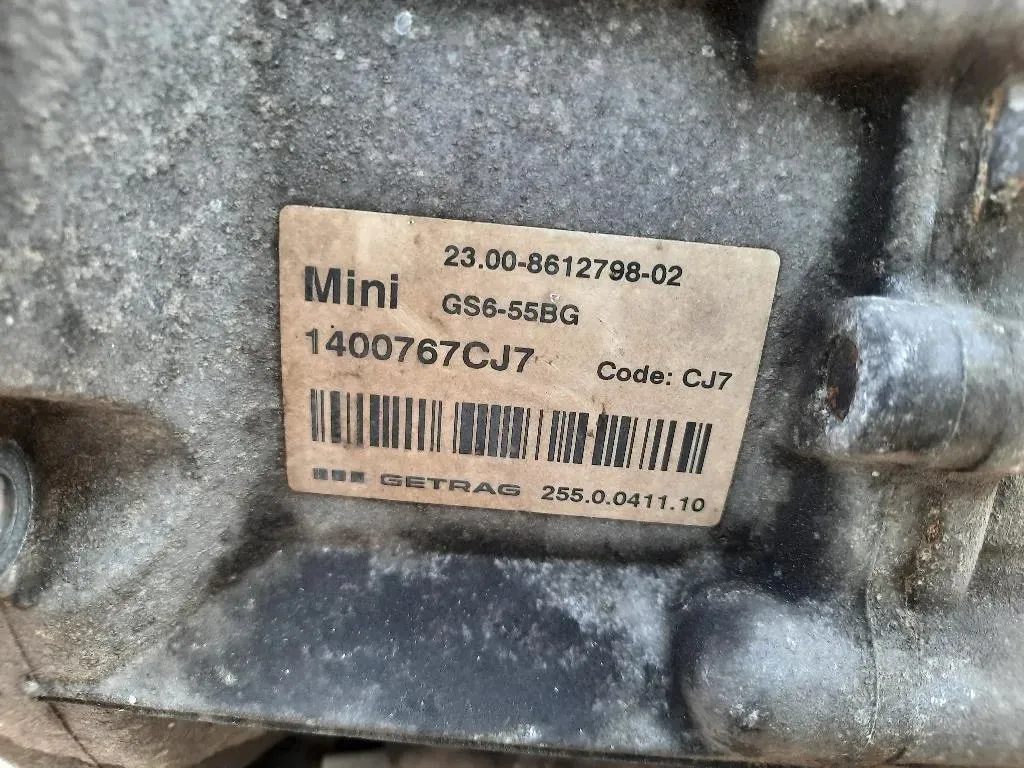 23.00-8612798-02
Mini GS6-55BG
1400767CJ7 Code: CJ7
GETRAG 255.0.0411.10